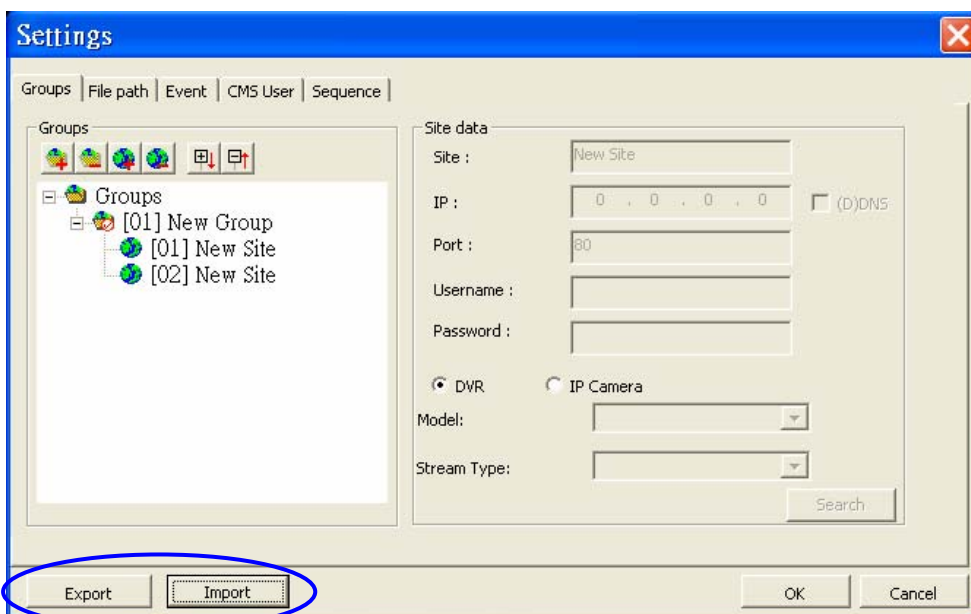 Settings
Groups File path Event CMS User Sequence
Groups
Groups
[01] New Group
[01] New Site
[02] New Site
Site data
Site :
New Site
IP :
0 . 0 . 0 . 0
(D)DNS
Port :
80
Username :
Password :
DVR
IP Camera
Model:
Stream Type:
Search
Export
Import
OK
Cancel